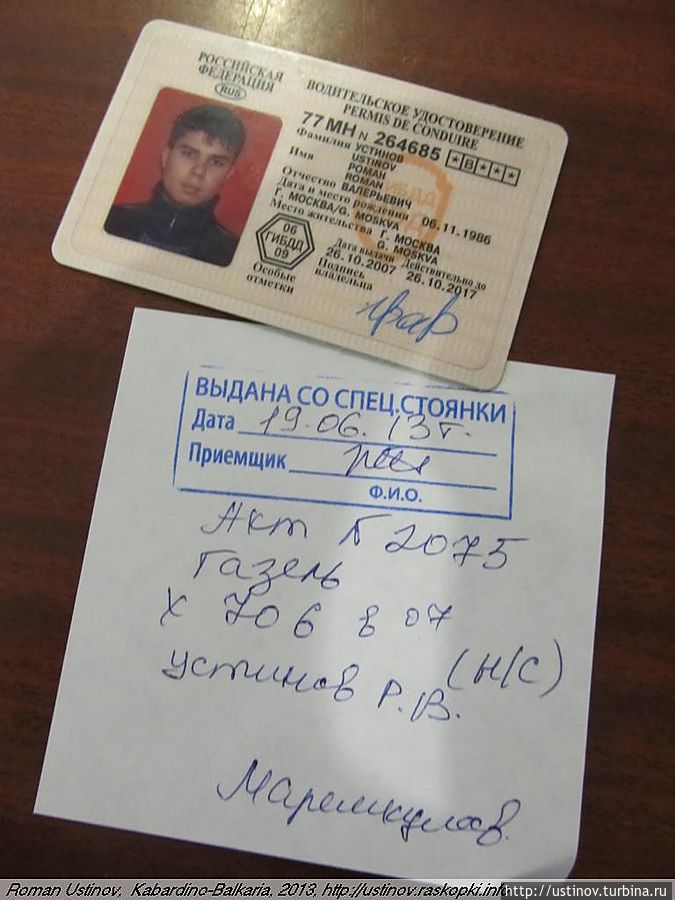 РОССИЙСКАЯ
ФЕДЕРАЦИЯ
RUS
ВОДИТЕЛЬСКОЕ УДОСТОВЕРЕНИЕ
PERMIS DE CONDUIRE
77 МН N 264685 * B * * *
Фамилия УСТИНОВ
USTINOV
Имя РОМАН
ROMAN
Отчество ВАЛЕРЬЕВИЧ
Дата и место рождения 06.11.1986
Г. МОСКВА/G. MOSKVA
Место жительства Г. МОСКВА
G. MOSKVA
Дата выдачи Действительно до
26.10.2007 26.10.2017
06
ГИБДД
09
Особые
отметки
Подпись
владельца
ВЫДАНА СО СПЕЦ.СТОЯНКИ
Дата 19.06.13г.
Приемщик
Ф.И.О.
Акт № 2075
газель
х 706 в 07
(н/с)
устинов Р.В.
Маремкулов.
Roman Ustinov, Kabardino-Balkaria, 2013, http://ustinov.raskopki.inf
http://ustinov.turbina.ru